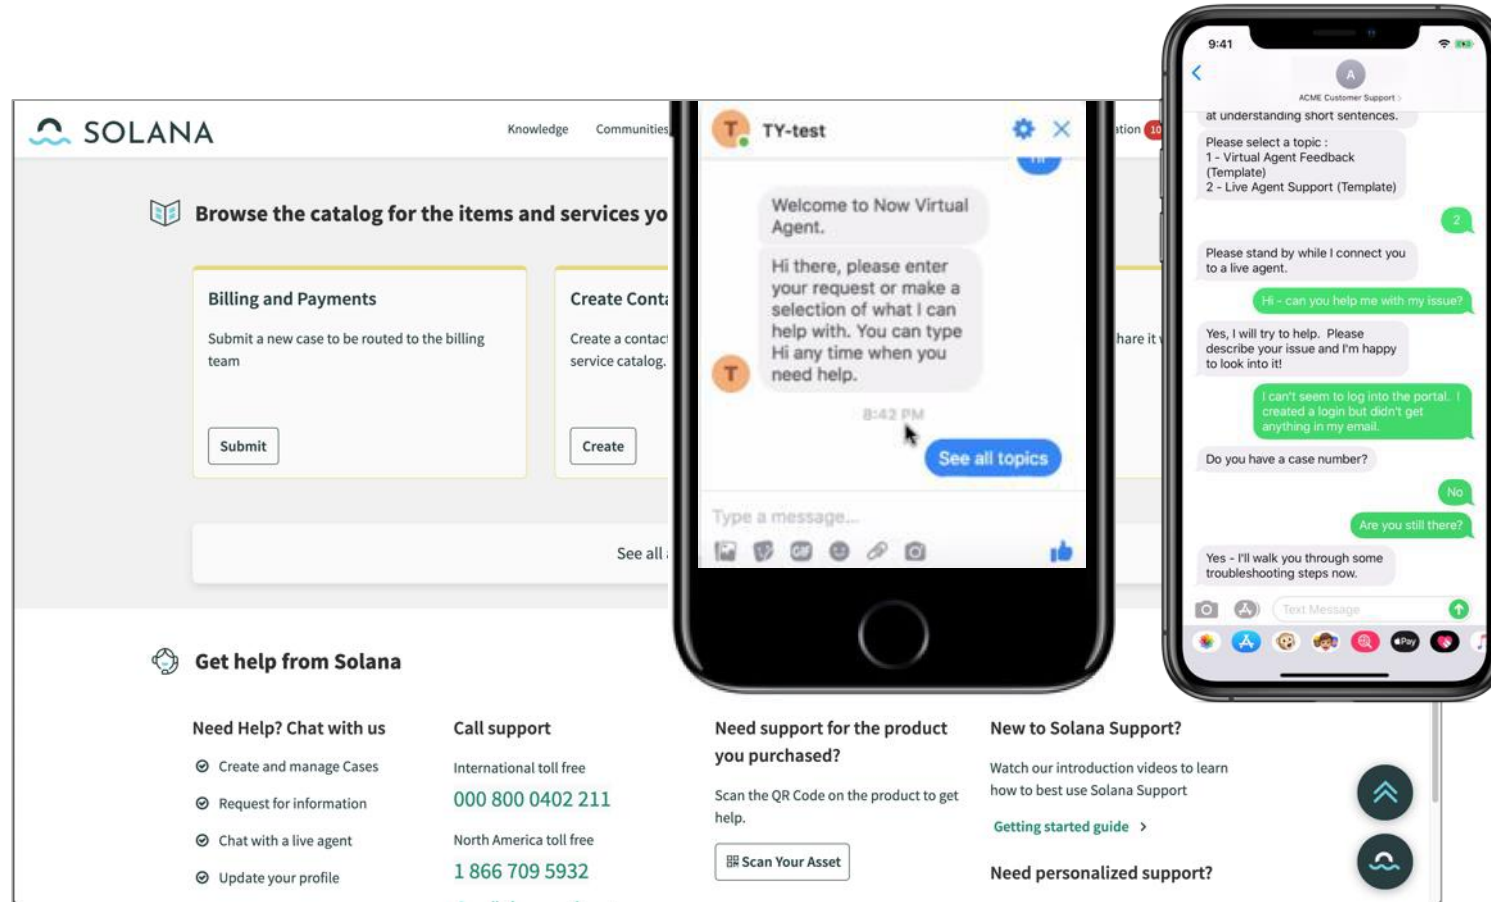 SOLANA
Knowledge
Communities
10
Browse the catalog for the items and services yo
Billing and Payments
Submit a new case to be routed to the billing
team
Submit
Create Conta
Create a contac
service catalog.
Create
hare it
See all
TY-test
Hi
Welcome to Now Virtual
Agent.
Hi there, please enter
your request or make a
selection of what I can
help with. You can type
Hi any time when you
need help.
T
T
8:42 PM
See all topics
Type a message...
GIF
9:41
A
ACME Customer Support >
at understanding short sentences.
Please select a topic :
1 - Virtual Agent Feedback
(Template)
2 - Live Agent Support (Template)
2
Please stand by while I connect you
to a live agent.
Hi - can you help me with my issue?
Yes, I will try to help. Please
describe your issue and I'm happy
to look into it!
I can't seem to log into the portal. I
created a login but didn't get
anything in my email.
Do you have a case number?
No
Are you still there?
Yes - I'll walk you through some
troubleshooting steps now.
Text Message
Pay
Get help from Solana
Need Help? Chat with us
Create and manage Cases
Request for information
Chat with a live agent
Update your profile
Call support
International toll free
000 800 0402 211
North America toll free
1 866 709 5932
Need support for the product
you purchased?
Scan the QR Code on the product to get
help.
Scan Your Asset
New to Solana Support?
Watch our introduction videos to learn
how to best use Solana Support
Getting started guide >
Need personalized support?